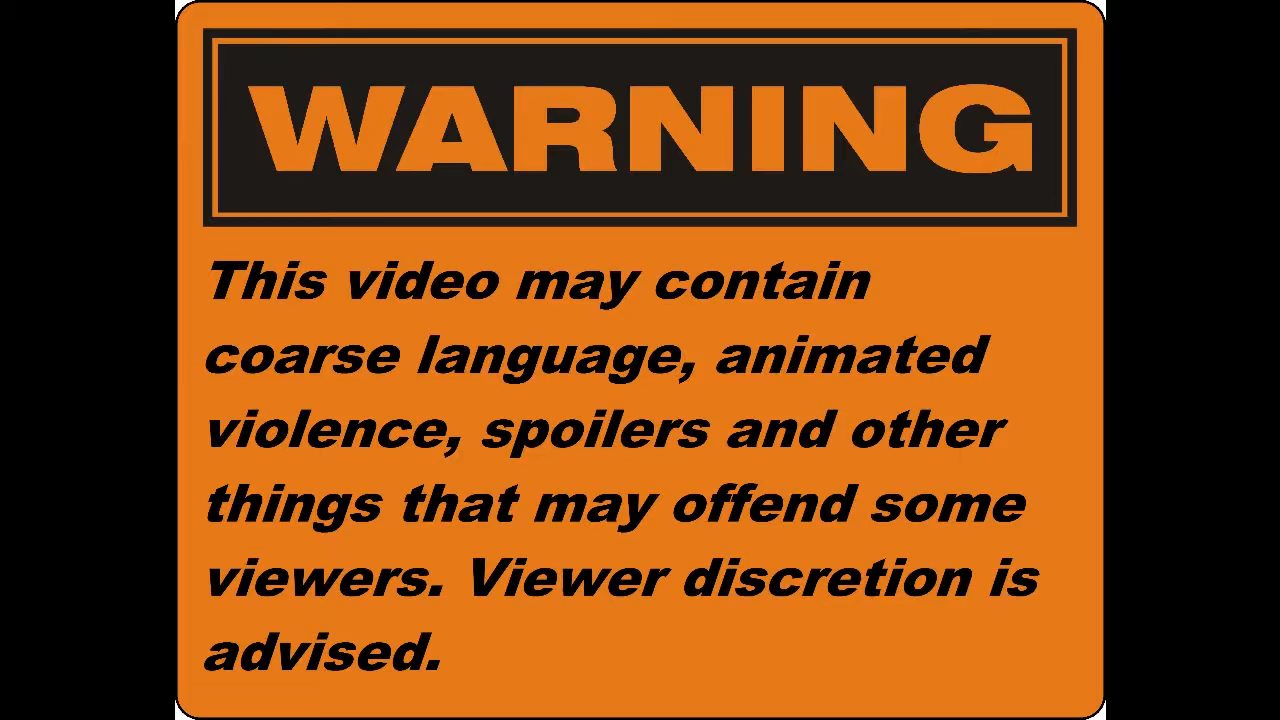 WARNING
This video may contain
coarse language, animated
violence, spoilers and other
things that may offend some
viewers. Viewer discretion is
advised.